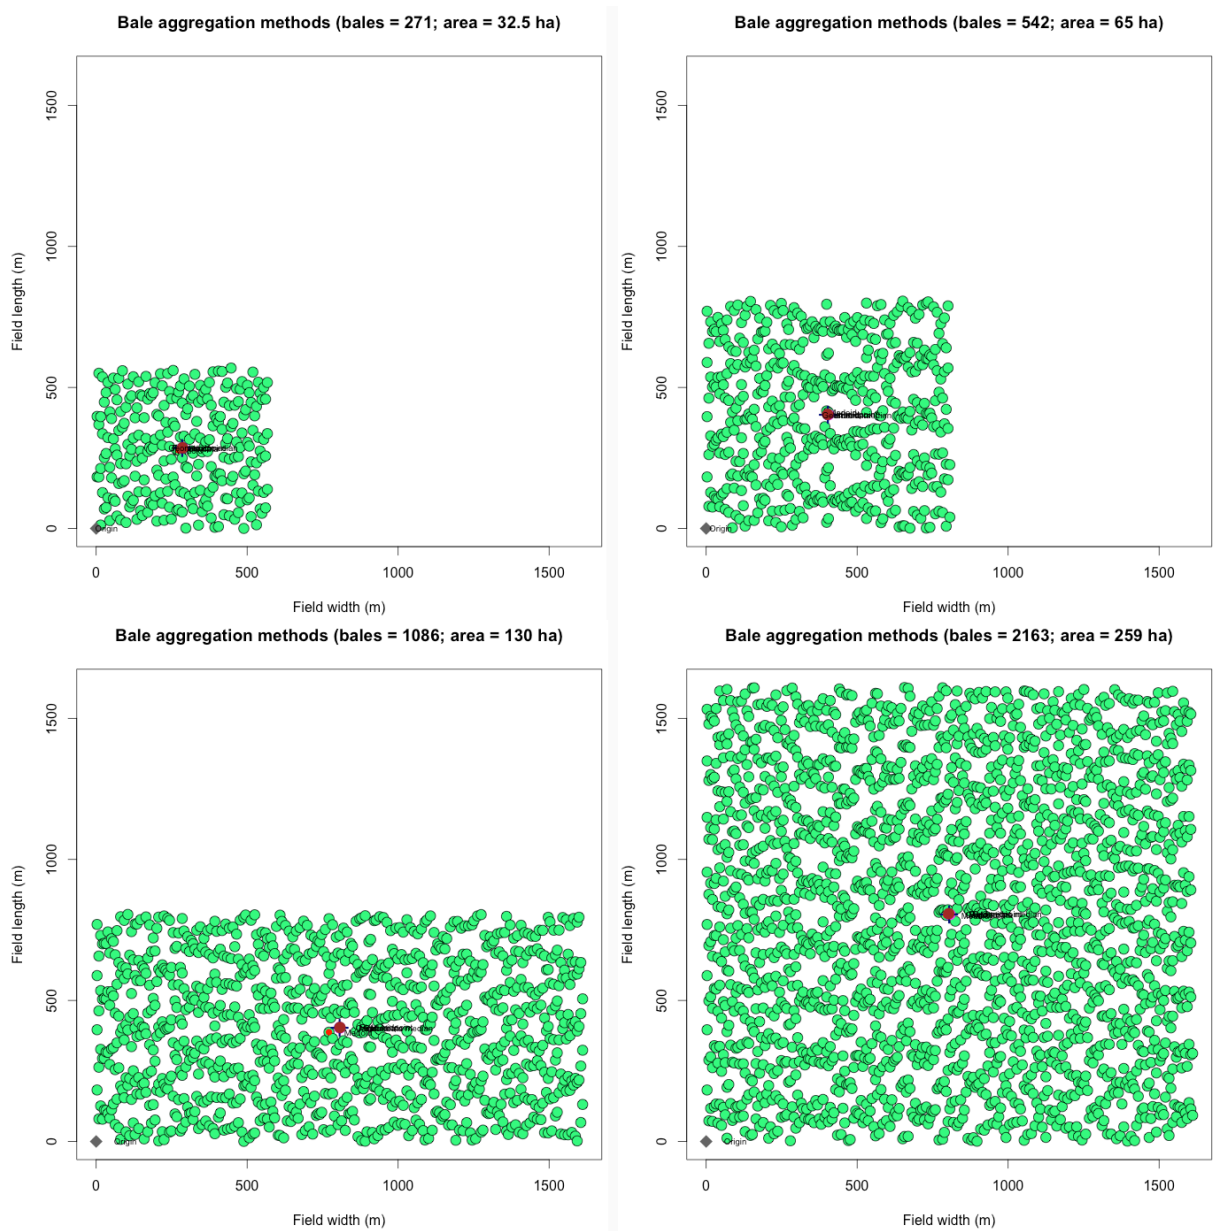 Bale aggregation methods (bales = 271; area = 32.5 ha)
Field length (m)
1500
1000
500
0
Origin
0 500 1000 1500
Field width (m)
Bale aggregation methods (bales = 542; area = 65 ha)
Field length (m)
1500
1000
500
0
Origin
0 500 1000 1500
Field width (m)
Bale aggregation methods (bales = 1086; area = 130 ha)
Field length (m)
1500
1000
500
0
Origin
0 500 1000 1500
Field width (m)
Bale aggregation methods (bales = 2163; area = 259 ha)
Field length (m)
1500
1000
500
0
Origin
0 500 1000 1500
Field width (m)